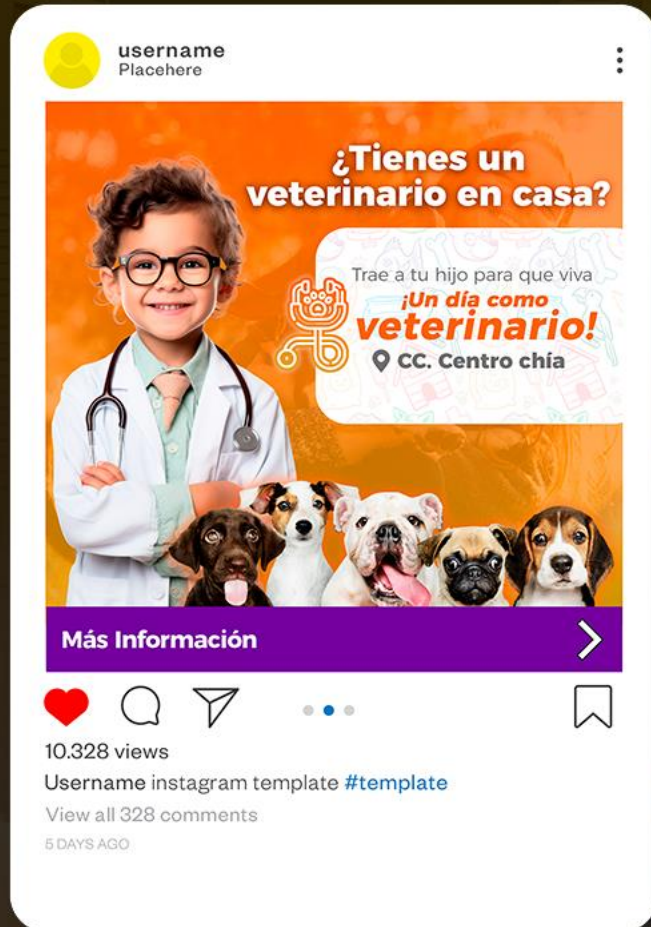 username
Placehere
¿Tienes un
veterinario en casa?
Trae a tu hijo para que viva
¡Un día como
veterinario!
CC. Centro chía
Más Información
10.328 views
Username instagram template #template
View all 328 comments
5 DAYS AGO